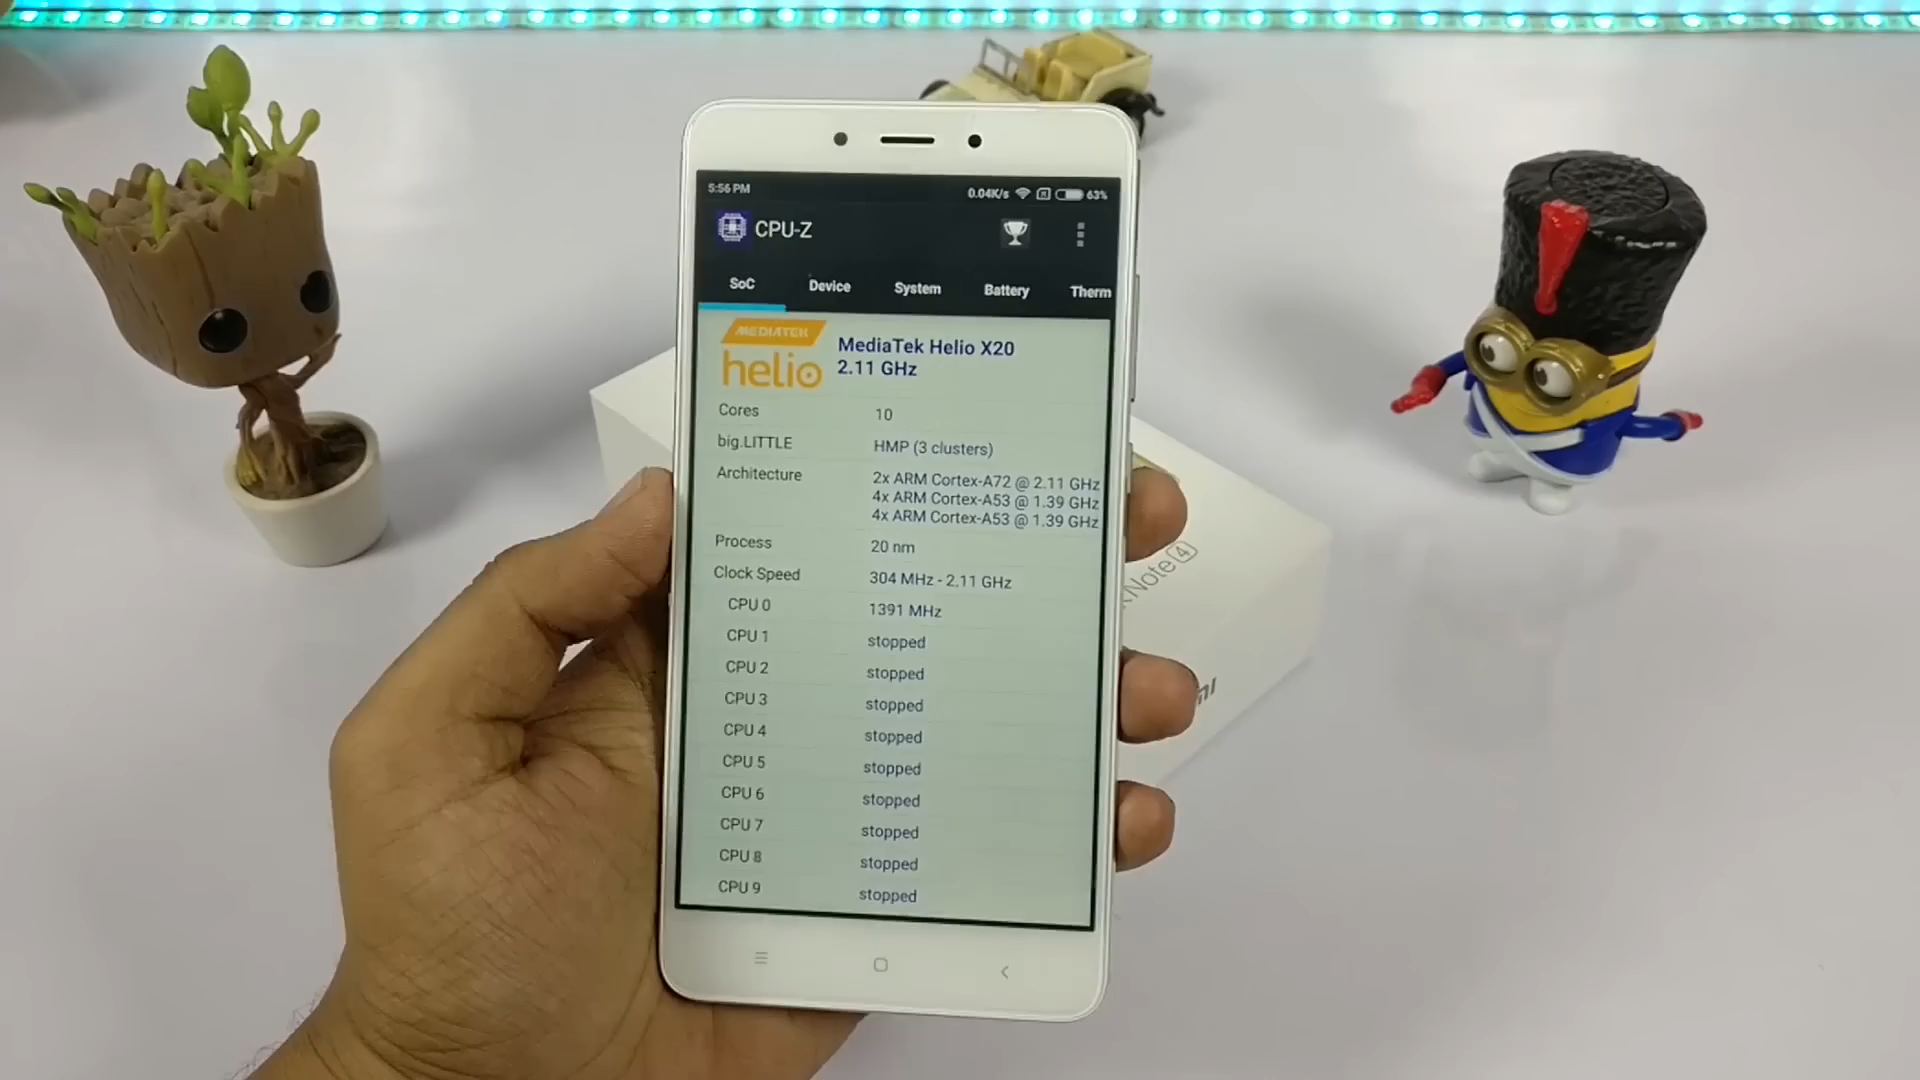 5:56 PM
0.04K/s
63%
CPU-Z
SoC
Device
System
Battery
Therm
MEDIATEK
helio
MediaTek Helio X20
2.11 GHz
Cores
10
big.LITTLE
HMP (3 clusters)
Architecture
2x ARM Cortex-A72 @ 2.11 GHz
4x ARM Cortex-A53 @ 1.39 GHz
4x ARM Cortex-A53 @ 1.39 GHz
Process
20 nm
Clock Speed
304 MHz - 2.11 GHz
CPU 0
1391 MHz
CPU 1
stopped
CPU 2
stopped
CPU 3
stopped
CPU 4
stopped
CPU 5
stopped
CPU 6
stopped
CPU 7
stopped
CPU 8
stopped
CPU 9
stopped
Note 4